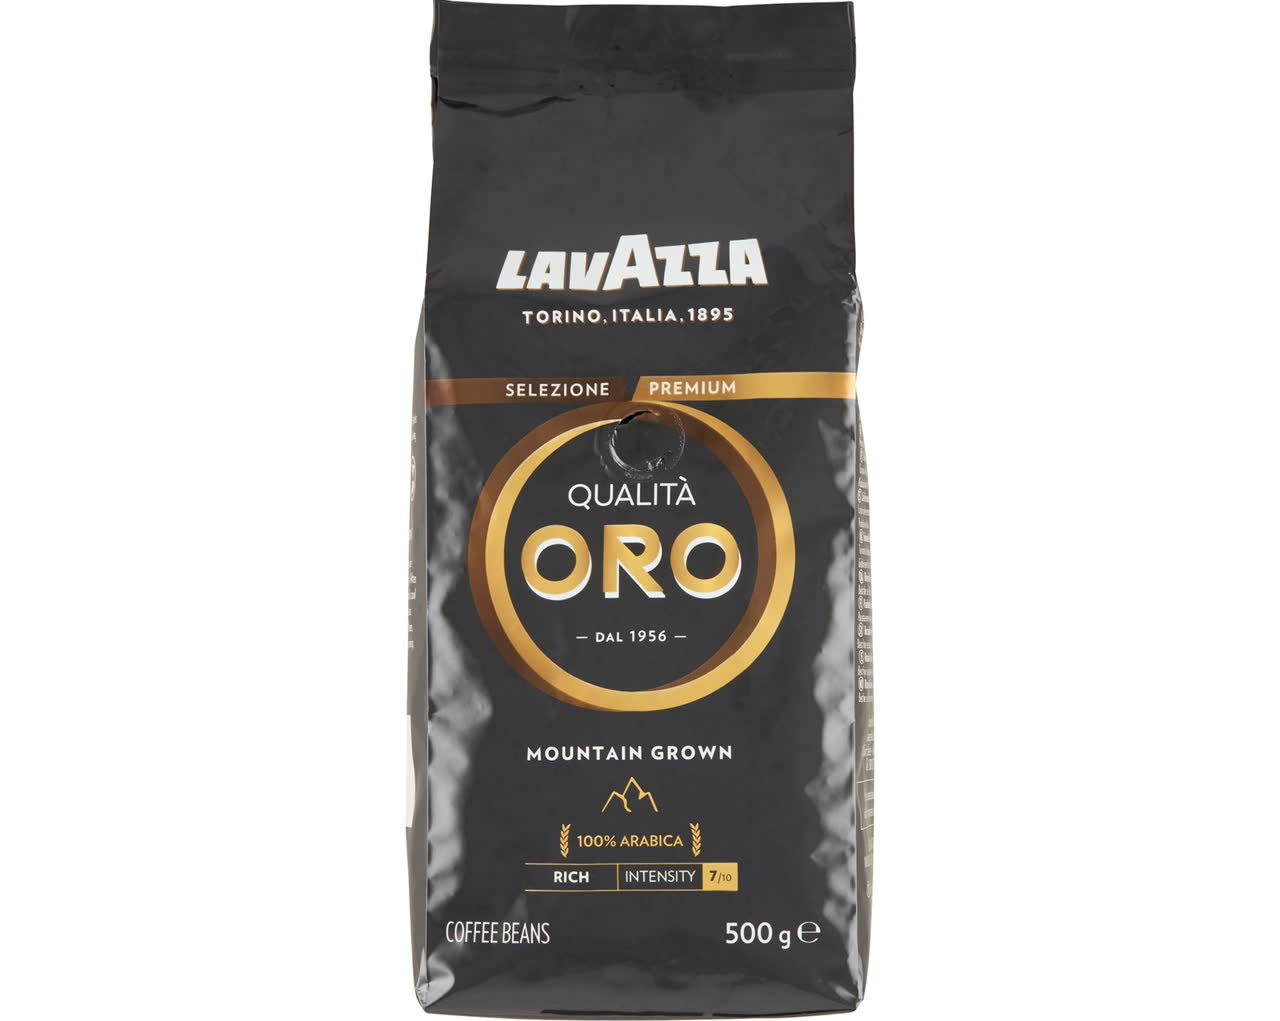 LAVAZZA
TORINO, ITALIA, 1895
SELEZIONE PREMIUM
QUALITÀ
ORO
— DAL 1956 —
MOUNTAIN GROWN
100% ARABICA
RICH INTENSITY 7/10
COFFEE BEANS 500 g ℮